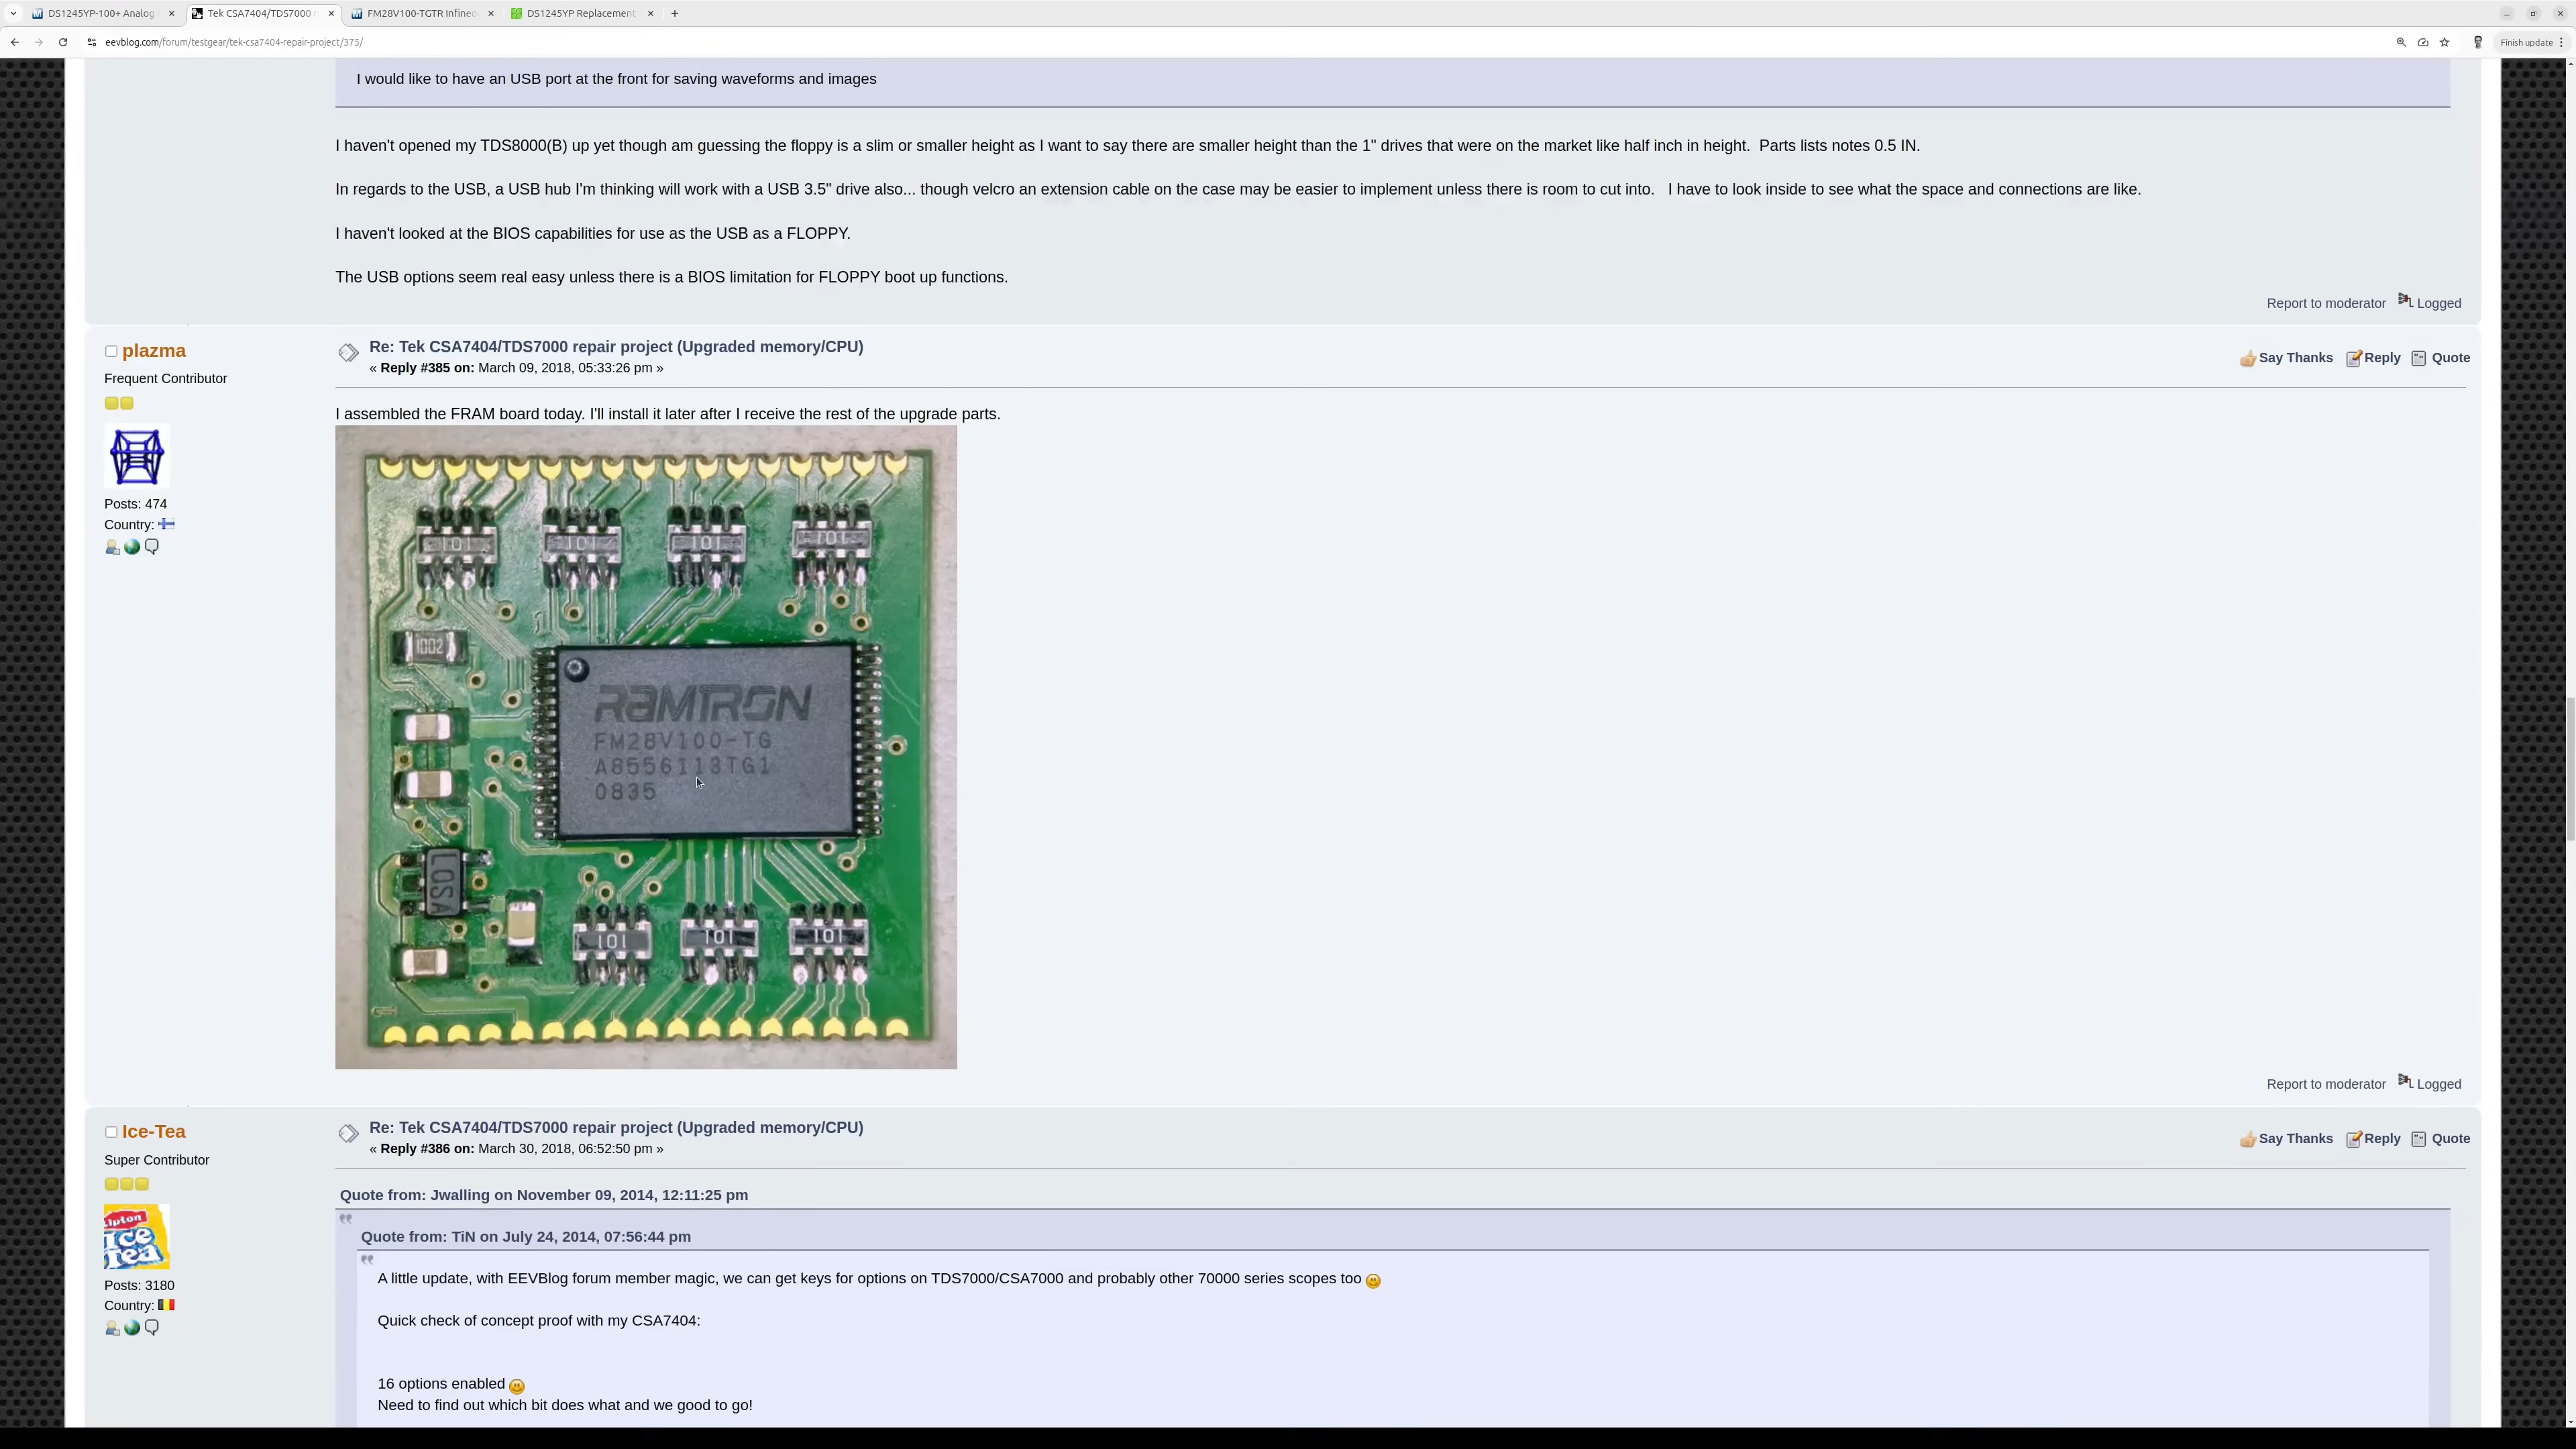 DS1245YP-100+ Analog
Tek CSA7404/TDS7000 r
FM28V100-TGTR Infineo
DS1245YP Replacement
eevblog.com/forum/testgear/tek-csa7404-repair-project/375/
Finish update
I would like to have an USB port at the front for saving waveforms and images
I haven't opened my TDS8000(B) up yet though am guessing the floppy is a slim or smaller height as I want to say there are smaller height than the 1" drives that were on the market like half inch in height.  Parts lists notes 0.5 IN.
In regards to the USB, a USB hub I'm thinking will work with a USB 3.5" drive also... though velcro an extension cable on the case may be easier to implement unless there is room to cut into.   I have to look inside to see what the space and connections are like.
I haven't looked at the BIOS capabilities for use as the USB as a FLOPPY.
The USB options seem real easy unless there is a BIOS limitation for FLOPPY boot up functions.
Report to moderator Logged
plazma
Frequent Contributor
Posts: 474
Country:
Re: Tek CSA7404/TDS7000 repair project (Upgraded memory/CPU)
« Reply #385 on: March 09, 2018, 05:33:26 pm »
Say Thanks Reply Quote
I assembled the FRAM board today. I'll install it later after I receive the rest of the upgrade parts.
101 101 101 101
1002
RAMTRON
FM28V100-TG
A8556113TG1
0835
LOSA
101 101 101
Report to moderator Logged
Ice-Tea
Super Contributor
Lipton
ICE
TEA
Posts: 3180
Country:
Re: Tek CSA7404/TDS7000 repair project (Upgraded memory/CPU)
« Reply #386 on: March 30, 2018, 06:52:50 pm »
Say Thanks Reply Quote
Quote from: Jwalling on November 09, 2014, 12:11:25 pm
Quote from: TiN on July 24, 2014, 07:56:44 pm
A little update, with EEVBlog forum member magic, we can get keys for options on TDS7000/CSA7000 and probably other 70000 series scopes too
Quick check of concept proof with my CSA7404:
16 options enabled
Need to find out which bit does what and we good to go!